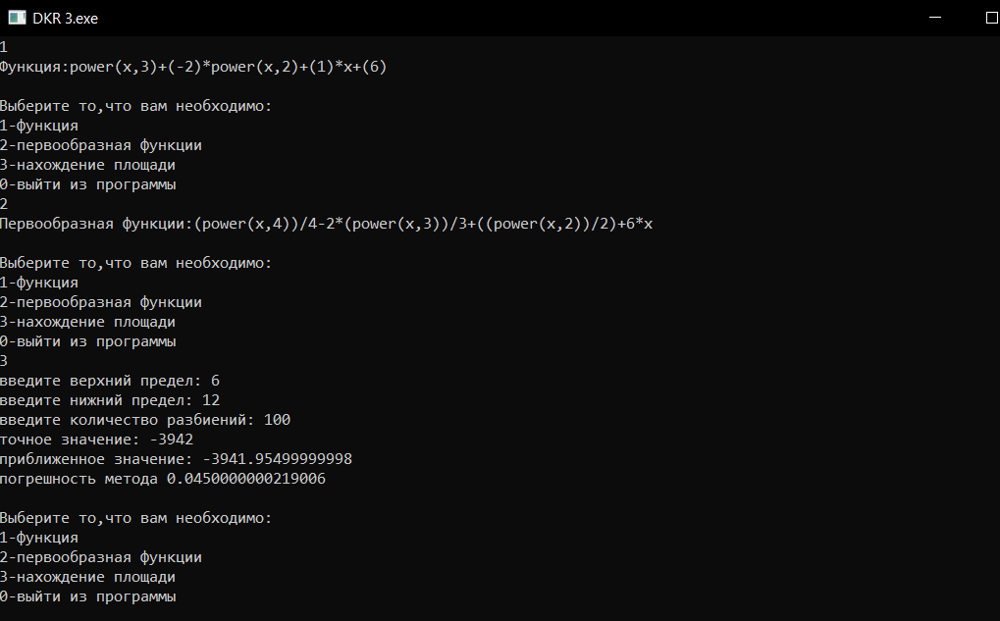 DKR 3.exe
1
Функция:power(x,3)+(-2)*power(x,2)+(1)*x+(6)
Выберите то,что вам необходимо:
1-функция
2-первообразная функции
3-нахождение площади
0-выйти из программы
2
Первообразная функции:(power(x,4))/4-2*(power(x,3))/3+((power(x,2))/2)+6*x
Выберите то,что вам необходимо:
1-функция
2-первообразная функции
3-нахождение площади
0-выйти из программы
3
введите верхний предел: 6
введите нижний предел: 12
введите количество разбиений: 100
точное значение: -3942
приближенное значение: -3941.95499999998
погрешность метода 0.0450000000219006
Выберите то,что вам необходимо:
1-функция
2-первообразная функции
3-нахождение площади
0-выйти из программы